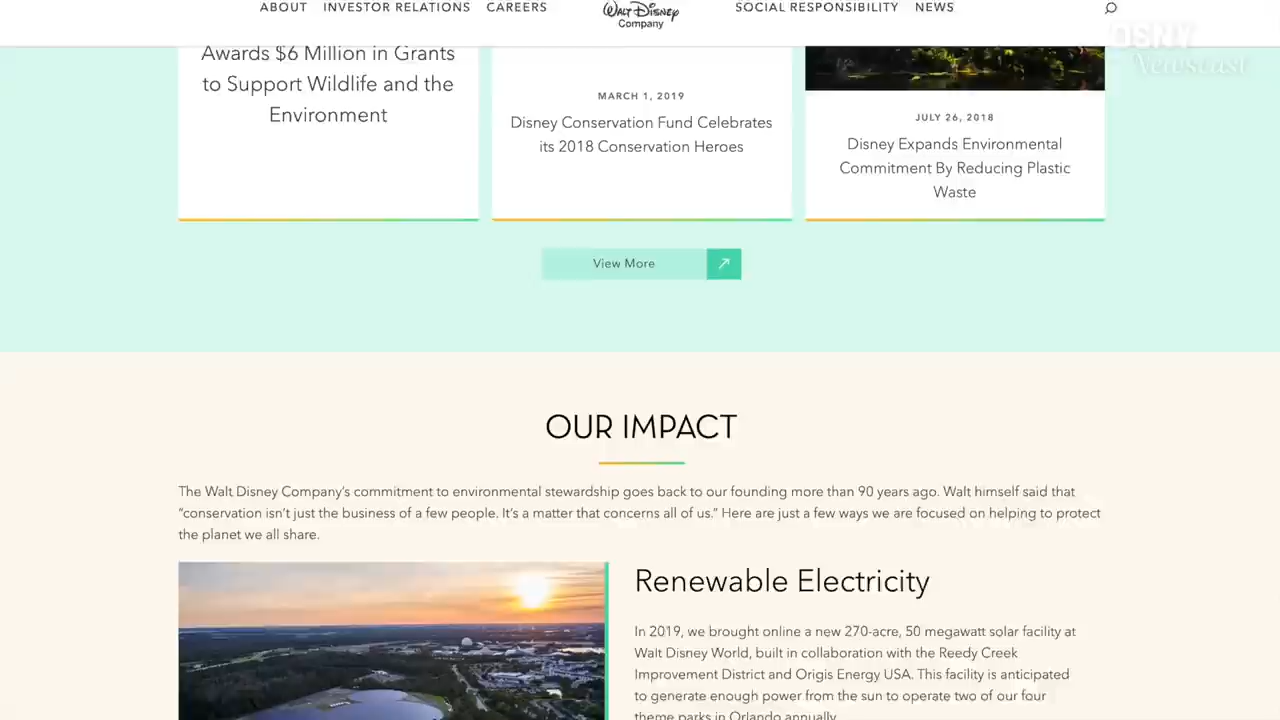 ABOUT INVESTOR RELATIONS CAREERS WALT DISNEY Company SOCIAL RESPONSIBILITY NEWS
DSNY
Newscast
Awards $6 Million in Grants
to Support Wildlife and the
Environment
MARCH 1, 2019
Disney Conservation Fund Celebrates
its 2018 Conservation Heroes
JULY 26, 2018
Disney Expands Environmental
Commitment By Reducing Plastic
Waste
View More
OUR IMPACT
The Walt Disney Company’s commitment to environmental stewardship goes back to our founding more than 90 years ago. Walt himself said that
“conservation isn’t just the business of a few people. It’s a matter that concerns all of us.” Here are just a few ways we are focused on helping to protect
the planet we all share.
Renewable Electricity
In 2019, we brought online a new 270-acre, 50 megawatt solar facility at
Walt Disney World, built in collaboration with the Reedy Creek
Improvement District and Origis Energy USA. This facility is anticipated
to generate enough power from the sun to operate two of our four
theme parks in Orlando annually.